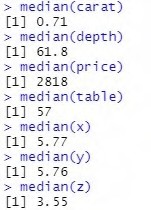 > median(carat)
[1] 0.71
> median(depth)
[1] 61.8
> median(price)
[1] 2818
> median(table)
[1] 57
> median(x)
[1] 5.77
> median(y)
[1] 5.76
> median(z)
[1] 3.55